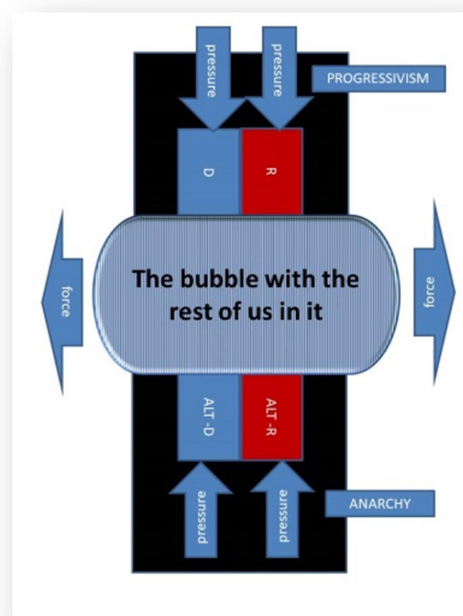 pressure
pressure
PROGRESSIVISM
D
R
force
The bubble with the
rest of us in it
force
ALT -D
ALT -R
pressure
pressure
ANARCHY